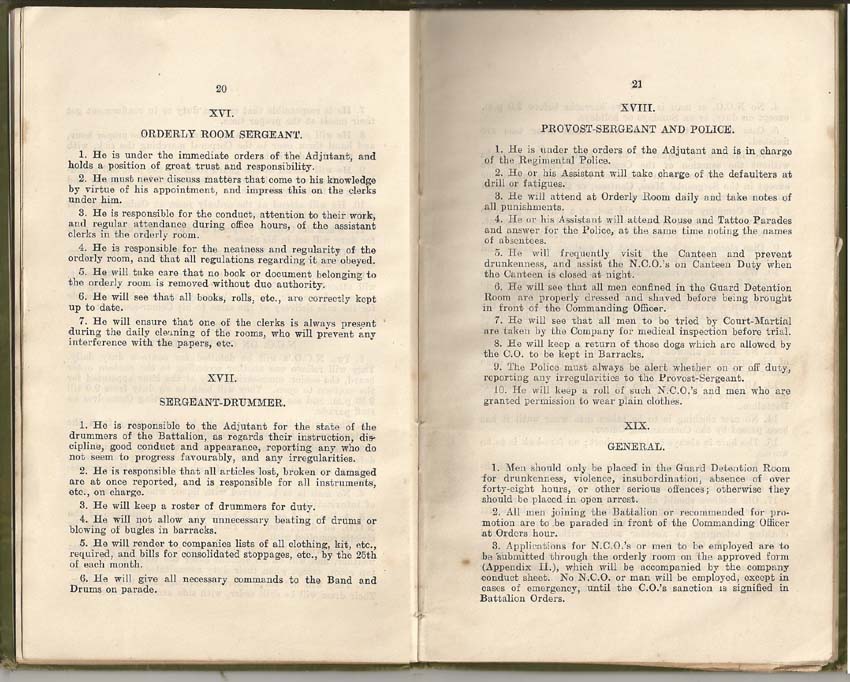 20
XVI.
ORDERLY ROOM SERGEANT.
1. He is under the immediate orders of the Adjutant, and
holds a position of great trust and responsibility.
2. He must never discuss matters that come to his knowledge
by virtue of his appointment, and impress this on the clerks
under him.
3. He is responsible for the conduct, attention to their work,
and regular attendance during office hours, of the assistant
clerks in the orderly room.
4. He is responsible for the neatness and regularity of the
orderly room, and that all regulations regarding it are obeyed.
5. He will take care that no book or document belonging to
the orderly room is removed without due authority.
6. He will see that all books, rolls, etc., are correctly kept
up to date.
7. He will ensure that one of the clerks is always present
during the daily cleaning of the rooms, who will prevent any
interference with the papers, etc.
XVII.
SERGEANT-DRUMMER.
1. He is responsible to the Adjutant for the state of the
drummers of the Battalion, as regards their instruction, dis-
cipline, good conduct and appearance, reporting any who do
not seem to progress favourably, and any irregularities.
2. He is responsible that all articles lost, broken or damaged
are at once reported, and is responsible for all instruments,
etc., on charge.
3. He will keep a roster of drummers for duty.
4. He will not allow any unnecessary beating of drums or
blowing of bugles in barracks.
5. He will render to companies lists of all clothing, kit, etc.,
required, and bills for consolidated stoppages, etc., by the 25th
of each month.
6. He will give all necessary commands to the Band and
Drums on parade.
21
XVIII.
PROVOST-SERGEANT AND POLICE.
1. He is under the orders of the Adjutant and is in charge
of the Regimental Police.
2. He or his Assistant will take charge of the defaulters at
drill or fatigues.
3. He will attend at Orderly Room daily and take notes of
all punishments.
4. He or his Assistant will attend Rouse and Tattoo Parades
and answer for the Police, at the same time noting the names
of absentees.
5. He will frequently visit the Canteen and prevent
drunkenness, and assist the N.C.O.'s on Canteen Duty when
the Canteen is closed at night.
6. He will see that all men confined in the Guard Detention
Room are properly dressed and shaved before being brought
in front of the Commanding Officer.
7. He will see that all men to be tried by Court-Martial
are taken by the Company for medical inspection before trial.
8. He will keep a return of those dogs which are allowed by
the C.O. to be kept in Barracks.
9. The Police must always be alert whether on or off duty,
reporting any irregularities to the Provost-Sergeant.
10. He will keep a roll of such N.C.O.'s and men who are
granted permission to wear plain clothes.
XIX.
GENERAL.
1. Men should only be placed in the Guard Detention Room
for drunkenness, violence, insubordination, absence of over
forty-eight hours, or other serious offences; otherwise they
should be placed in open arrest.
2. All men joining the Battalion or recommended for pro-
motion are to be paraded in front of the Commanding Officer
at Orders hour.
3. Applications for N.C.O.'s or men to be employed are to
be submitted through the orderly room on the approved form
(Appendix II.), which will be accompanied by the company
conduct sheet. No N.C.O. or man will be employed, except in
cases of emergency, until the C.O.'s sanction is signified in
Battalion Orders.